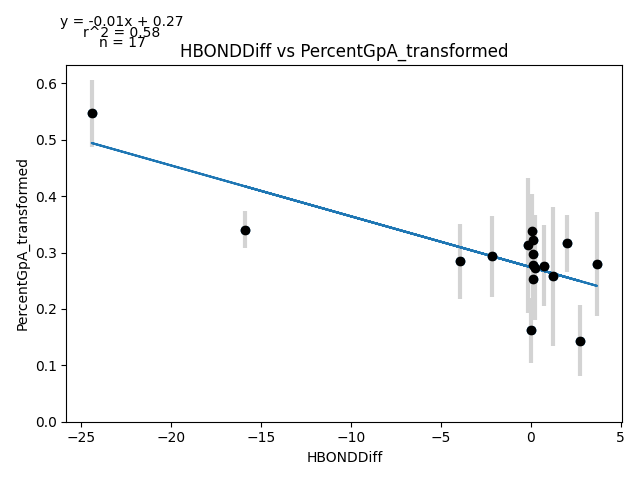 y = -0.01x + 0.27
r^2 = 0.58
n = 17
HBONDDiff vs PercentGpA_transformed
PercentGpA_transformed
0.6
0.5
0.4
0.3
0.2
0.1
0.0
−25
−20
−15
−10
−5
0
5
HBONDDiff